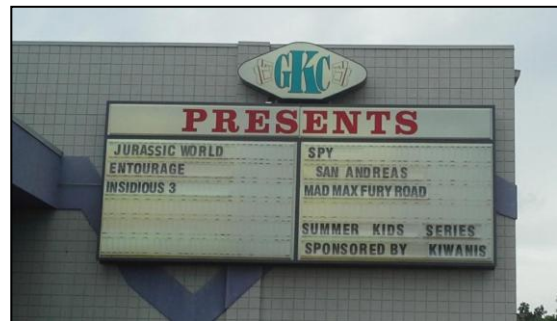 GKC
PRESENTS
JURASSIC WORLD
ENTOURAGE
INSIDIOUS 3
SPY
SAN ANDREAS
MAD MAX FURY ROAD
SUMMER KIDS SERIES
SPONSORED BY KIWANIS